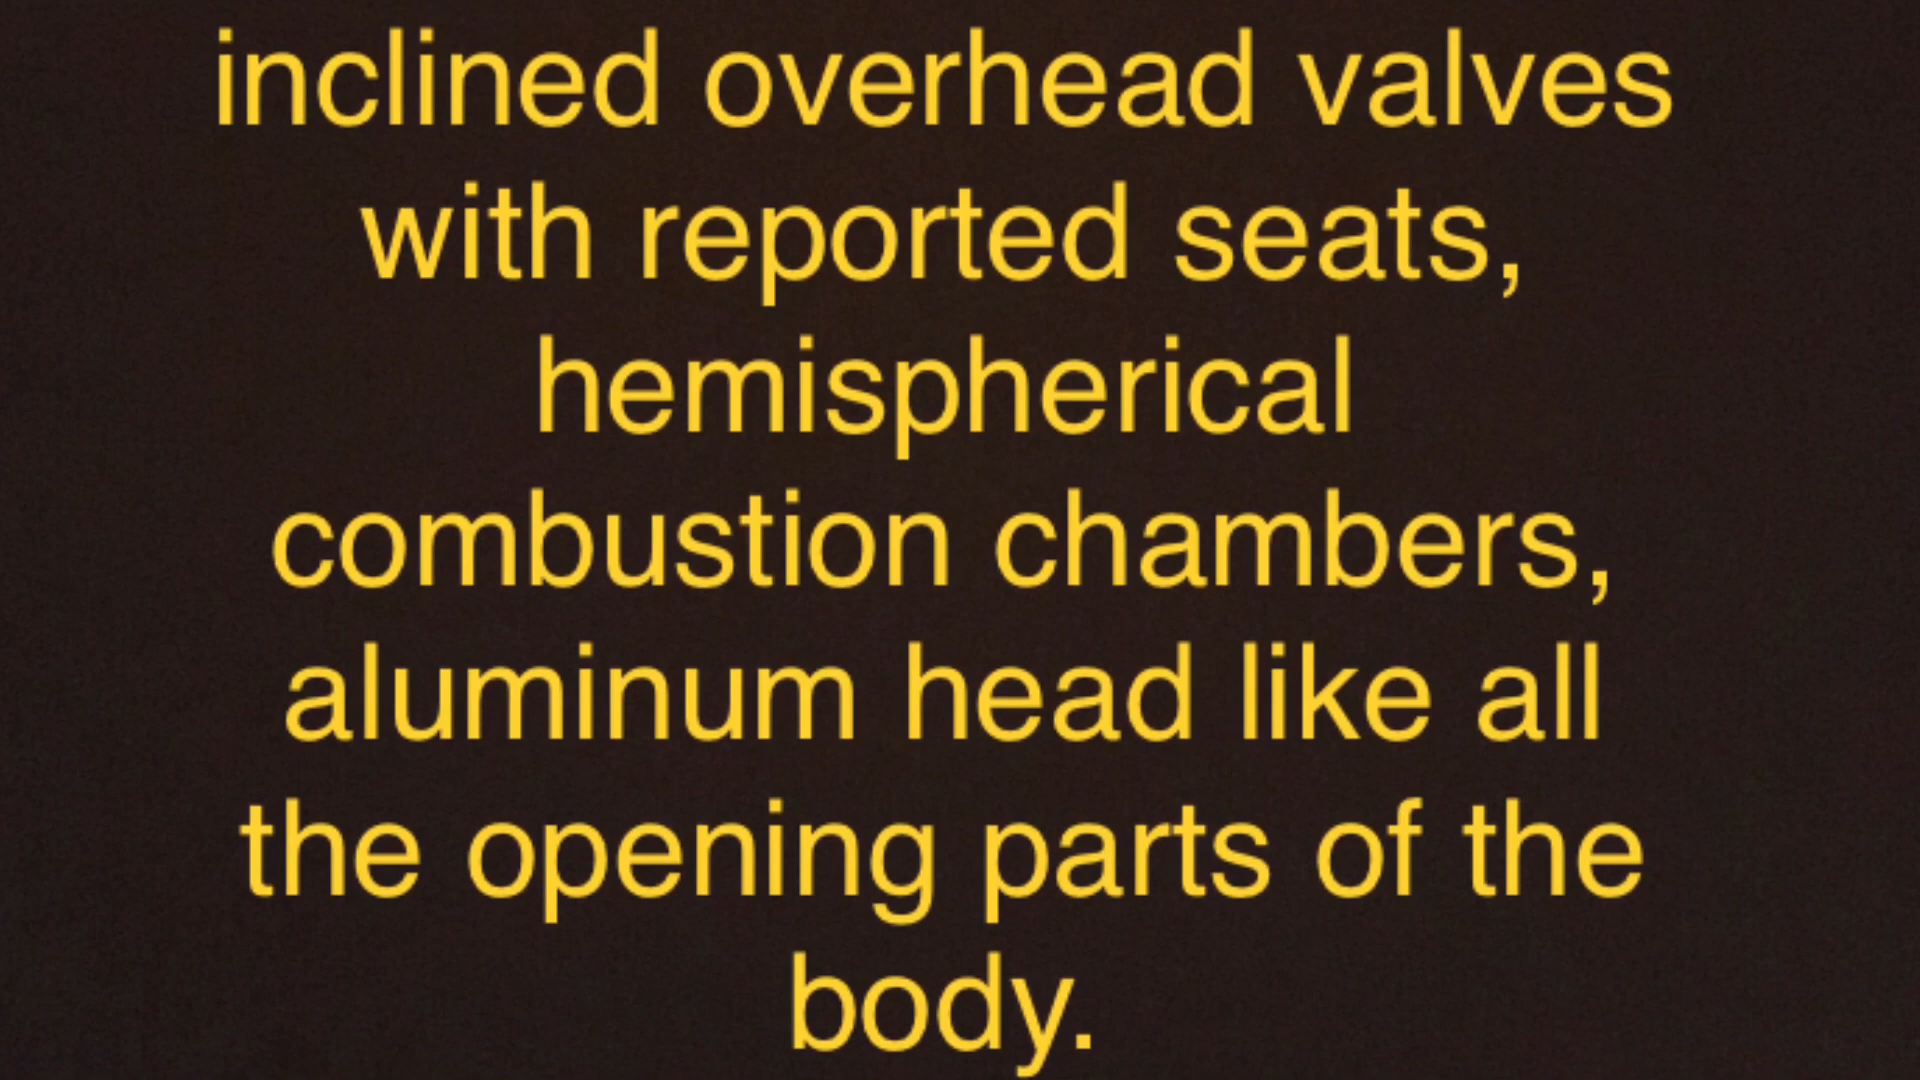 inclined overhead valves
with reported seats,
hemispherical
combustion chambers,
aluminum head like all
the opening parts of the
body.